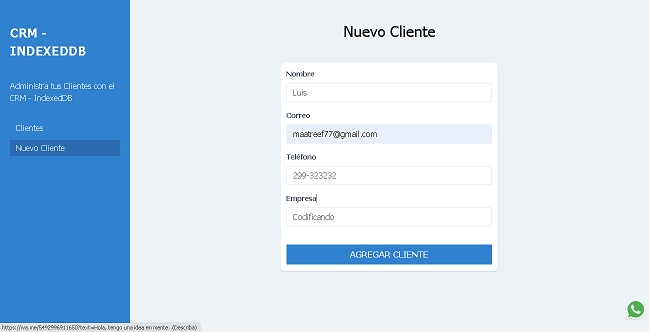 CRM -
INDEXEDDB
Administra tus Clientes con el
CRM - IndexedDB
Clientes
Nuevo Cliente
Nuevo Cliente
Nombre
Luis
Correo
maatreef77@gmail.com
Teléfono
299-323232
Empresa
Codificando
AGREGAR CLIENTE
https://wa.me/5492996911650?text=Hola, tengo una idea en mente..(Describa)